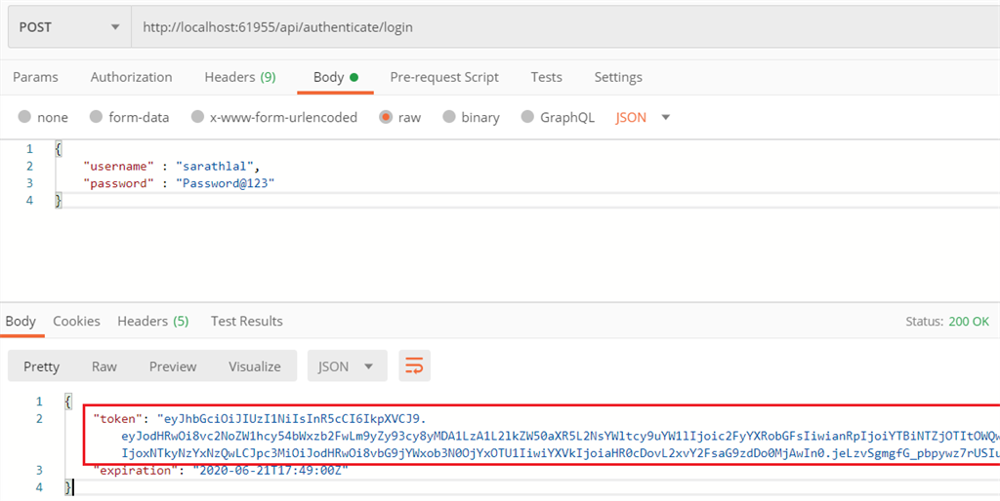 POST http://localhost:61955/api/authenticate/login
Params Authorization Headers (9) Body Pre-request Script Tests Settings
none form-data x-www-form-urlencoded raw binary GraphQL JSON
1 {
2 "username" : "sarathlal",
3 "password" : "Password@123"
4 }
Body Cookies Headers (5) Test Results Status: 200 OK
Pretty Raw Preview Visualize JSON
1 {
2 "token": "eyJhbGciOiJIUzI1NiIsInR5cCI6IkpXVCJ9.
eyJodHRwOi8vc2NoZW1hcy54bWxzb2FwLm9yZy93cy8yMDA1LzA1L2lkZW50aXR5L2NsYWltcy9uYW1lIjoic2FyYXRobGFsIiwianRpIjoiYTBiNTZjOTItOWQw
IjoxNTkyNzYxNzQwLCJpc3MiOiJodHRwOi8vbG9jYWxob3N0OjYxOTU1IiwiYXVkIjoiaHR0cDovL2xvY2FsaG9zdDo0MjAwIn0.jeLzvSgmgfG_pbpywz7rUSIu
3 "expiration": "2020-06-21T17:49:00Z"
4 }